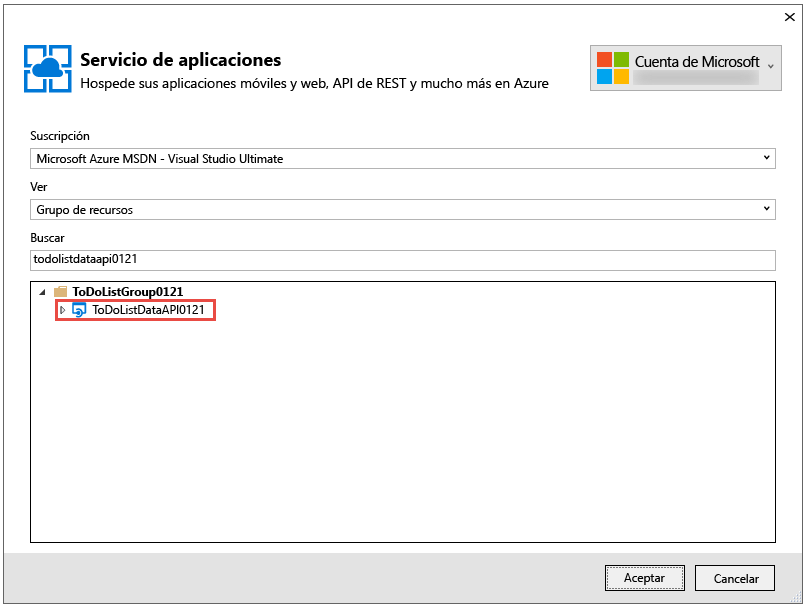 Servicio de aplicaciones
Hospede sus aplicaciones móviles y web, API de REST y mucho más en Azure
Cuenta de Microsoft
Suscripción
Microsoft Azure MSDN - Visual Studio Ultimate
Ver
Grupo de recursos
Buscar
todolistdataapi0121
ToDoListGroup0121
ToDoListDataAPI0121
Aceptar
Cancelar